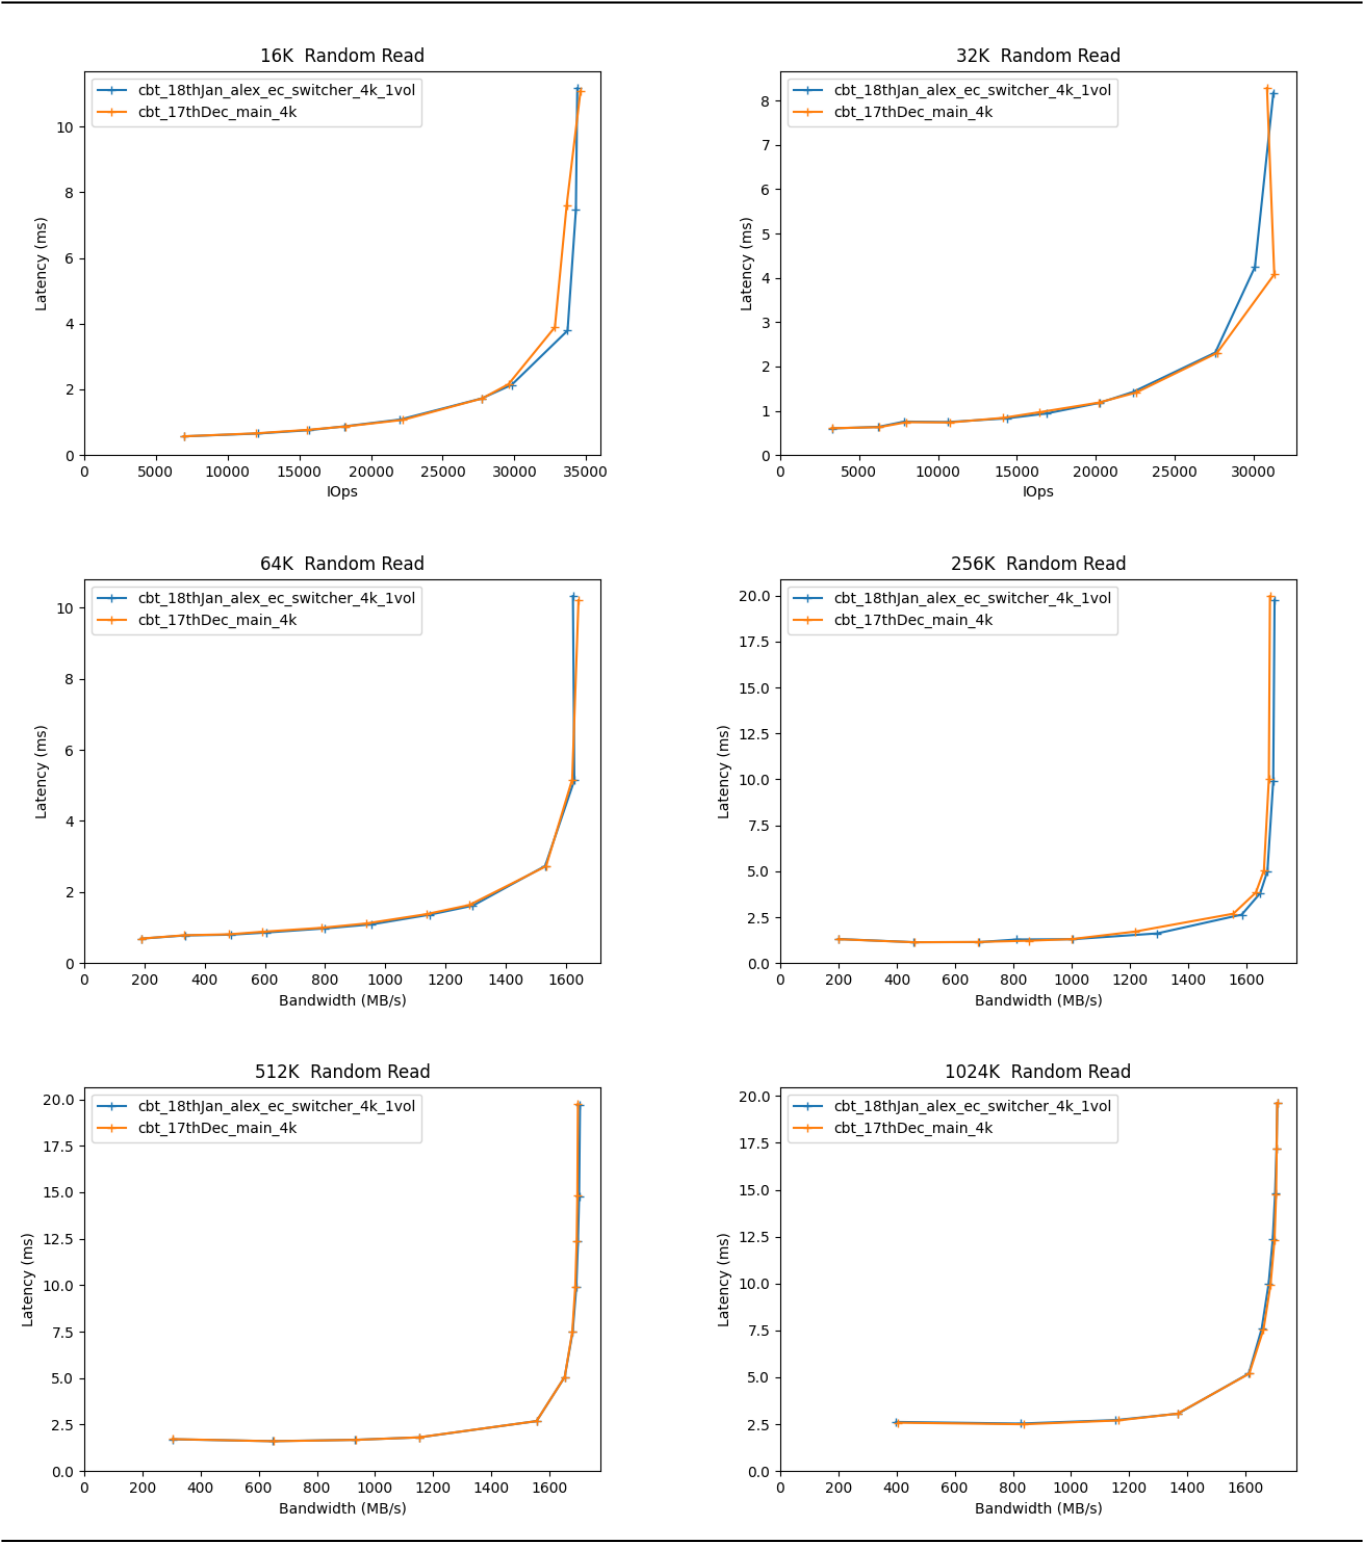 16K  Random Read
cbt_18thJan_alex_ec_switcher_4k_1vol
cbt_17thDec_main_4k
10
8
6
4
2
0
Latency (ms)
0 5000 10000 15000 20000 25000 30000 35000
IOps
32K  Random Read
cbt_18thJan_alex_ec_switcher_4k_1vol
cbt_17thDec_main_4k
8
7
6
5
4
3
2
1
0
Latency (ms)
0 5000 10000 15000 20000 25000 30000
IOps
64K  Random Read
cbt_18thJan_alex_ec_switcher_4k_1vol
cbt_17thDec_main_4k
10
8
6
4
2
0
Latency (ms)
0 200 400 600 800 1000 1200 1400 1600
Bandwidth (MB/s)
256K  Random Read
cbt_18thJan_alex_ec_switcher_4k_1vol
cbt_17thDec_main_4k
20.0
17.5
15.0
12.5
10.0
7.5
5.0
2.5
0.0
Latency (ms)
0 200 400 600 800 1000 1200 1400 1600
Bandwidth (MB/s)
512K  Random Read
cbt_18thJan_alex_ec_switcher_4k_1vol
cbt_17thDec_main_4k
20.0
17.5
15.0
12.5
10.0
7.5
5.0
2.5
0.0
Latency (ms)
0 200 400 600 800 1000 1200 1400 1600
Bandwidth (MB/s)
1024K  Random Read
cbt_18thJan_alex_ec_switcher_4k_1vol
cbt_17thDec_main_4k
20.0
17.5
15.0
12.5
10.0
7.5
5.0
2.5
0.0
Latency (ms)
0 200 400 600 800 1000 1200 1400 1600
Bandwidth (MB/s)